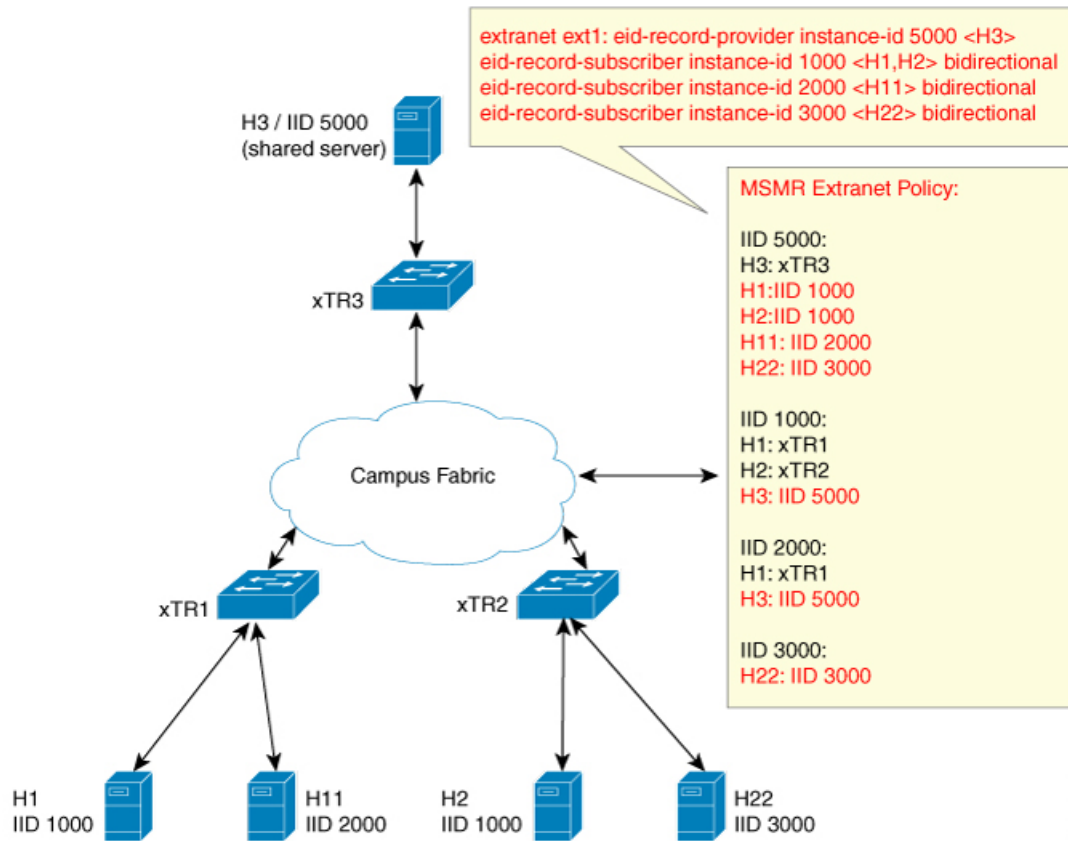 extranet ext1: eid-record-provider instance-id 5000 <H3>
eid-record-subscriber instance-id 1000 <H1,H2> bidirectional
eid-record-subscriber instance-id 2000 <H11> bidirectional
eid-record-subscriber instance-id 3000 <H22> bidirectional
H3 / IID 5000
(shared server)
MSMR Extranet Policy:
IID 5000:
H3: xTR3
H1:IID 1000
H2:IID 1000
H11: IID 2000
H22: IID 3000
IID 1000:
H1: xTR1
H2: xTR2
H3: IID 5000
IID 2000:
H1: xTR1
H3: IID 5000
IID 3000:
H22: IID 3000
xTR3
Campus Fabric
xTR1
xTR2
H1
IID 1000
H11
IID 2000
H2
IID 1000
H22
IID 3000